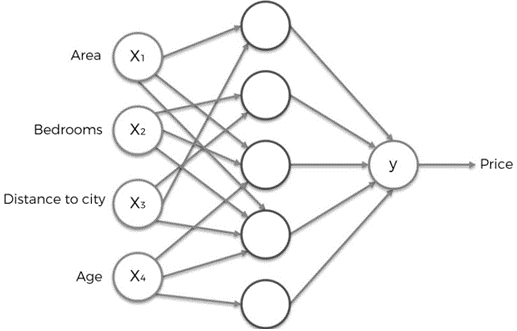 Area X1
Bedrooms X2
Distance to city X3
Age X4
y Price